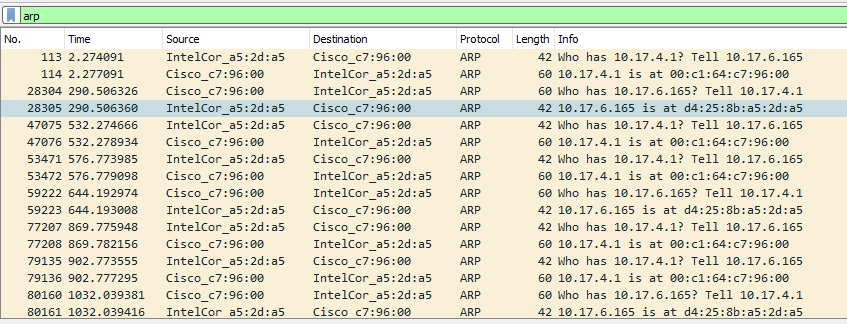 arp
No. Time Source Destination Protocol Length Info
113 2.274091 IntelCor_a5:2d:a5 Cisco_c7:96:00 ARP 42 Who has 10.17.4.1? Tell 10.17.6.165
114 2.277091 Cisco_c7:96:00 IntelCor_a5:2d:a5 ARP 60 10.17.4.1 is at 00:c1:64:c7:96:00
28304 290.506326 Cisco_c7:96:00 IntelCor_a5:2d:a5 ARP 60 Who has 10.17.6.165? Tell 10.17.4.1
28305 290.506360 IntelCor_a5:2d:a5 Cisco_c7:96:00 ARP 42 10.17.6.165 is at d4:25:8b:a5:2d:a5
47075 532.274666 IntelCor_a5:2d:a5 Cisco_c7:96:00 ARP 42 Who has 10.17.4.1? Tell 10.17.6.165
47076 532.278934 Cisco_c7:96:00 IntelCor_a5:2d:a5 ARP 60 10.17.4.1 is at 00:c1:64:c7:96:00
53471 576.773985 IntelCor_a5:2d:a5 Cisco_c7:96:00 ARP 42 Who has 10.17.4.1? Tell 10.17.6.165
53472 576.779098 Cisco_c7:96:00 IntelCor_a5:2d:a5 ARP 60 10.17.4.1 is at 00:c1:64:c7:96:00
59222 644.192974 Cisco_c7:96:00 IntelCor_a5:2d:a5 ARP 60 Who has 10.17.6.165? Tell 10.17.4.1
59223 644.193008 IntelCor_a5:2d:a5 Cisco_c7:96:00 ARP 42 10.17.6.165 is at d4:25:8b:a5:2d:a5
77207 869.775948 IntelCor_a5:2d:a5 Cisco_c7:96:00 ARP 42 Who has 10.17.4.1? Tell 10.17.6.165
77208 869.782156 Cisco_c7:96:00 IntelCor_a5:2d:a5 ARP 60 10.17.4.1 is at 00:c1:64:c7:96:00
79135 902.773555 IntelCor_a5:2d:a5 Cisco_c7:96:00 ARP 42 Who has 10.17.4.1? Tell 10.17.6.165
79136 902.777295 Cisco_c7:96:00 IntelCor_a5:2d:a5 ARP 60 10.17.4.1 is at 00:c1:64:c7:96:00
80160 1032.039381 Cisco_c7:96:00 IntelCor_a5:2d:a5 ARP 60 Who has 10.17.6.165? Tell 10.17.4.1
80161 1032.039416 IntelCor_a5:2d:a5 Cisco_c7:96:00 ARP 42 10.17.6.165 is at d4:25:8b:a5:2d:a5